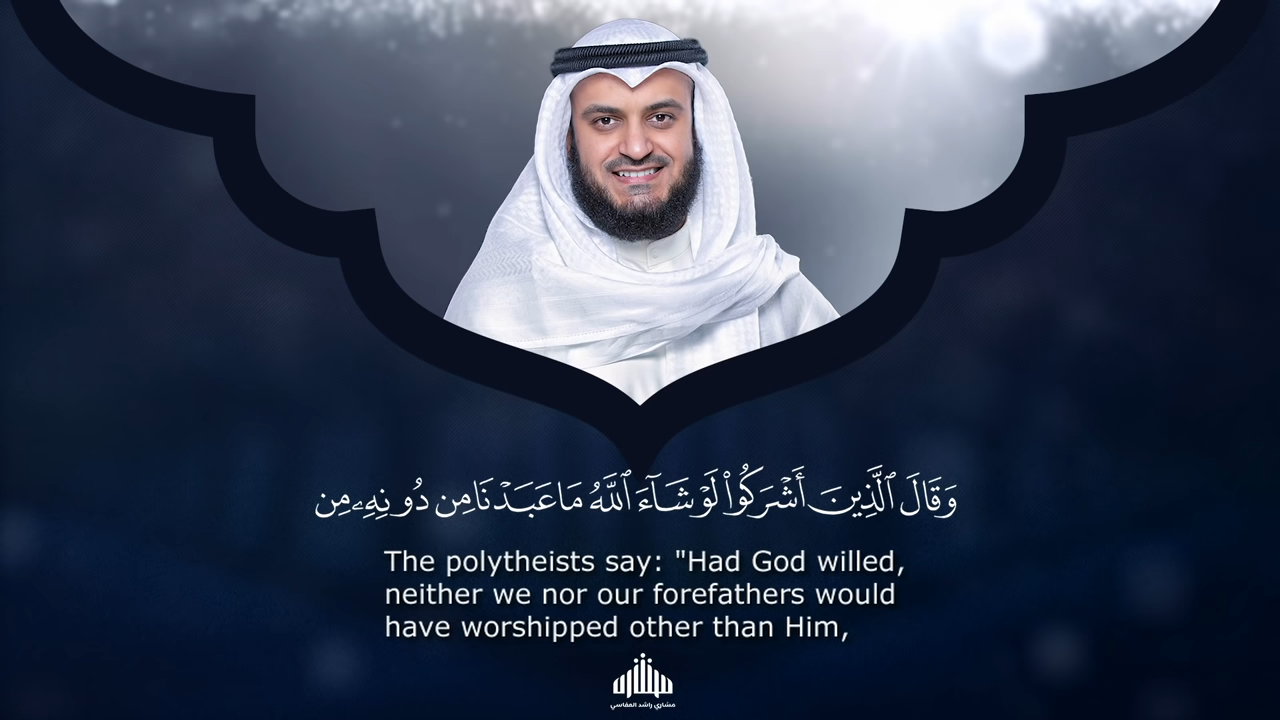 وَقَالَ ٱلَّذِينَ أَشْرَكُوا۟ لَوْ شَآءَ ٱللَّهُ مَا عَبَدْنَا مِن دُونِهِۦ مِن
The polytheists say: "Had God willed,
neither we nor our forefathers would
have worshipped other than Him,
مشاري راشد العفاسي